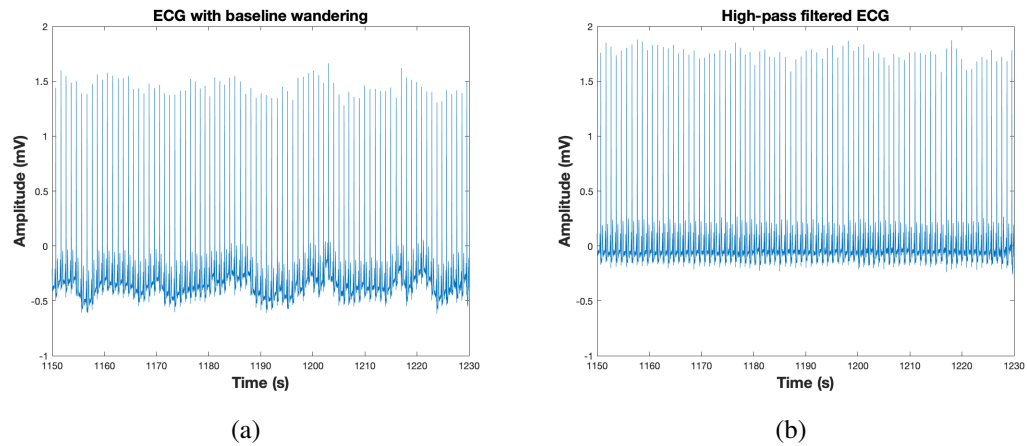 ECG with baseline wandering
2
1.5
1
0.5
0
-0.5
-1
Amplitude (mV)
1150 1160 1170 1180 1190 1200 1210 1220 1230
Time (s)
(a)
High-pass filtered ECG
2
1.5
1
0.5
0
-0.5
-1
Amplitude (mV)
1150 1160 1170 1180 1190 1200 1210 1220 1230
Time (s)
(b)